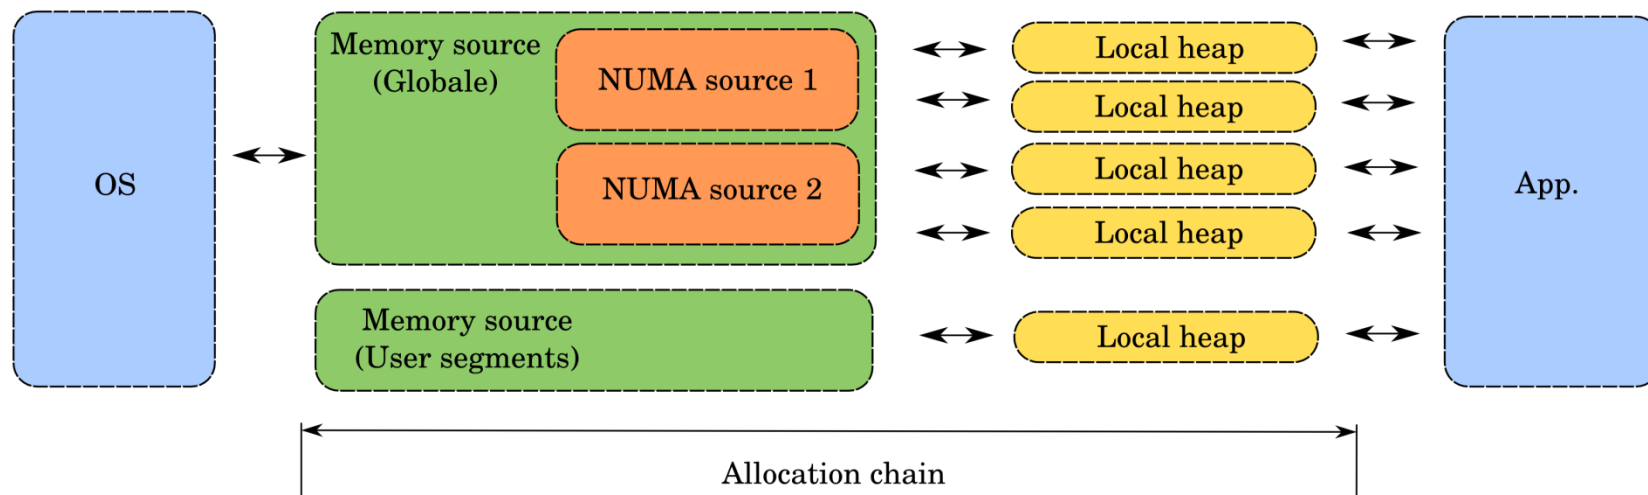 OS
Memory source
(Globale)
NUMA source 1
NUMA source 2
Memory source
(User segments)
Local heap
Local heap
Local heap
Local heap
Local heap
App.
Allocation chain